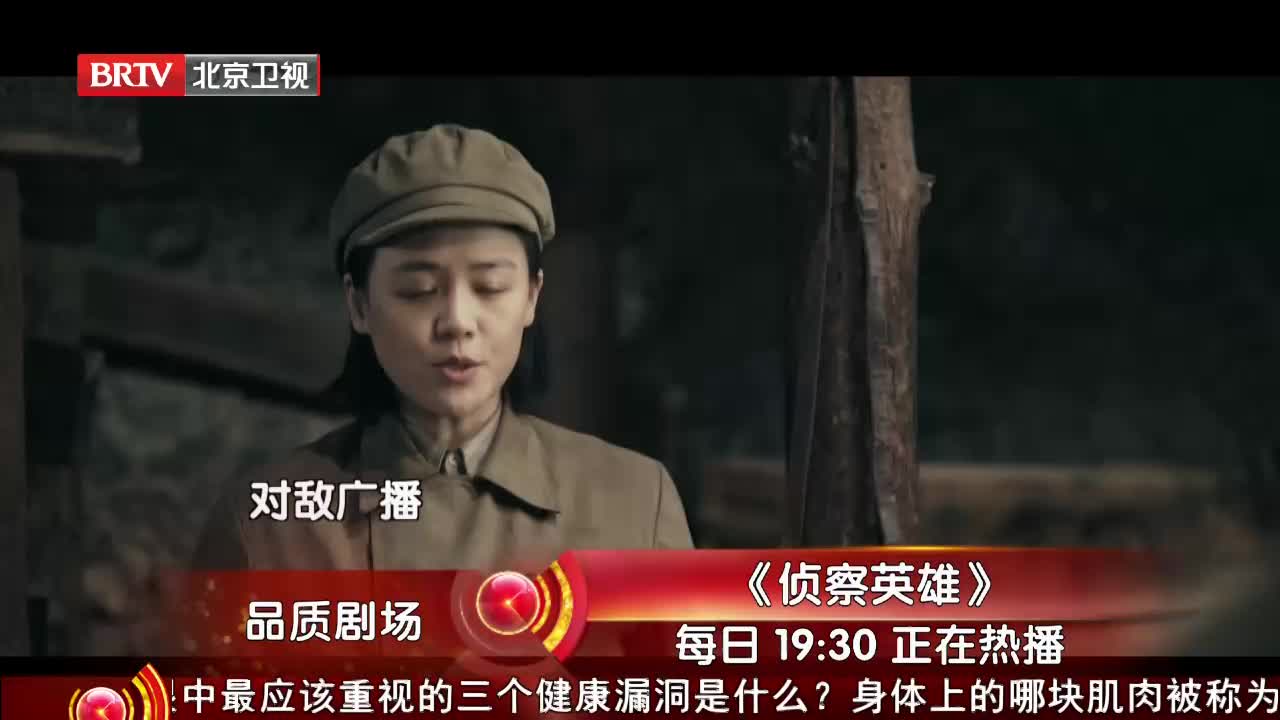 BRTV 北京卫视
对敌广播
品质剧场
《侦察英雄》
每日 19:30 正在热播
中最应该重视的三个健康漏洞是什么？身体上的哪块肌肉被称为